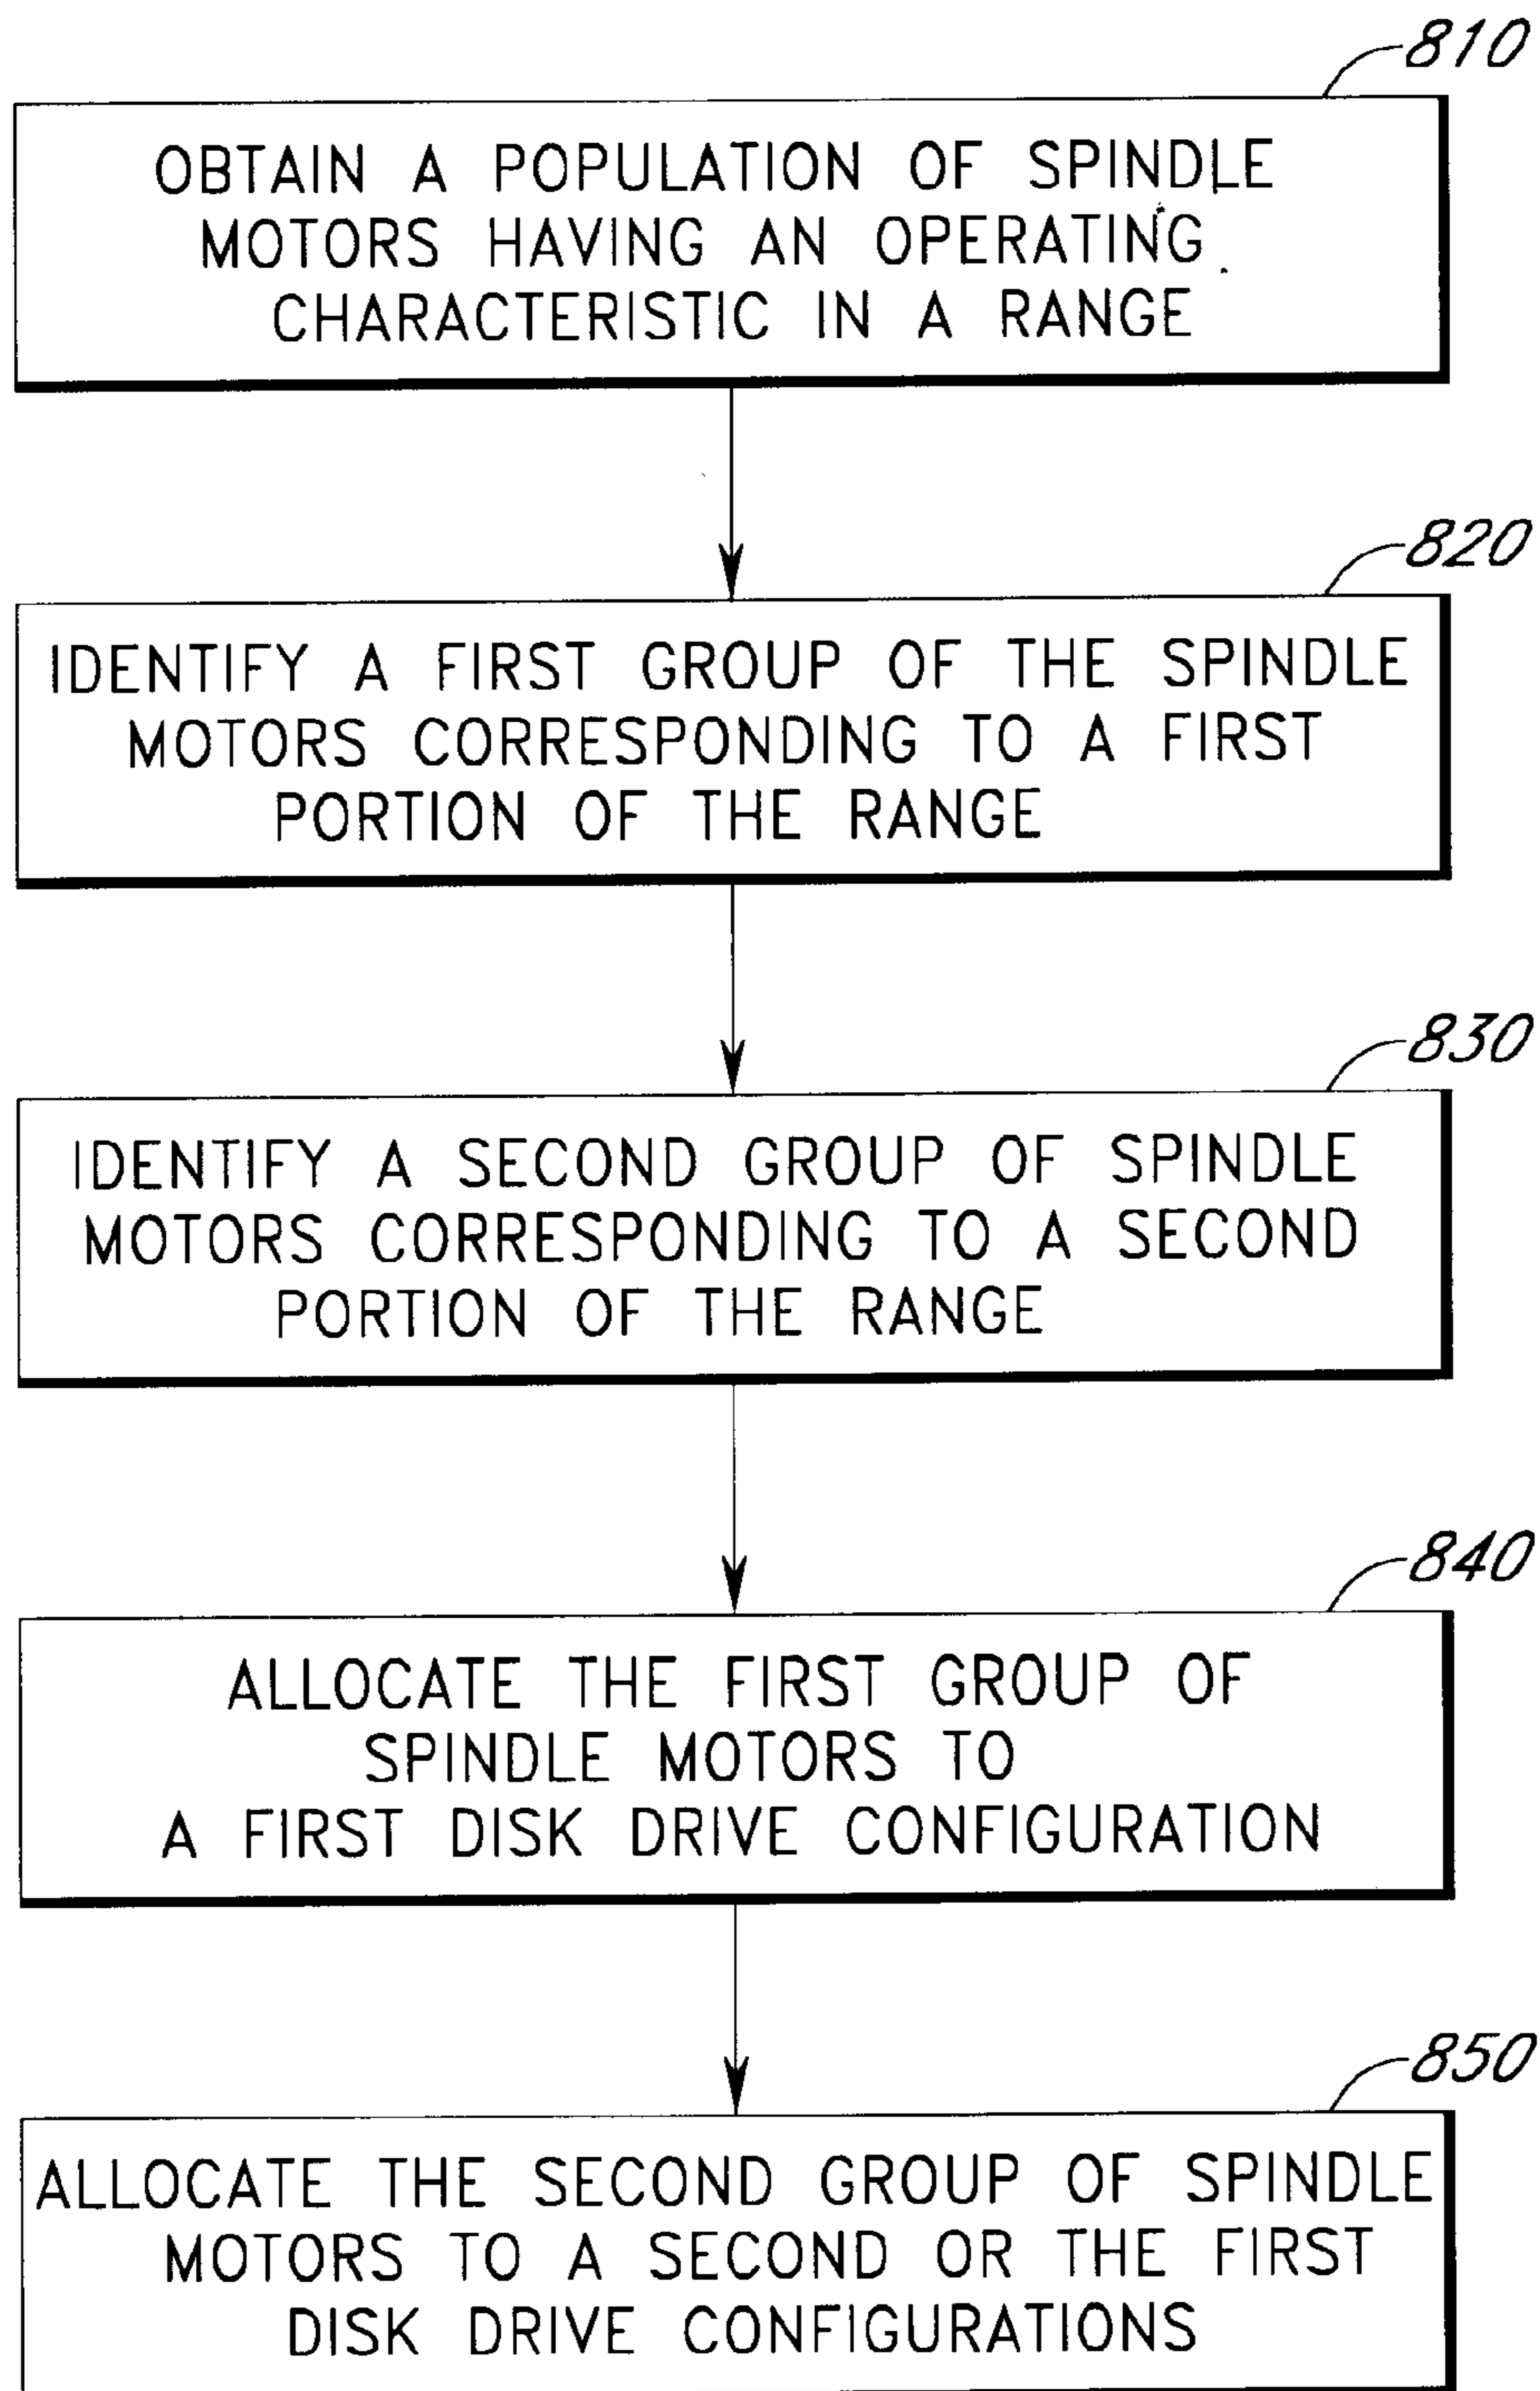 810
OBTAIN A POPULATION OF SPINDLE
MOTORS HAVING AN OPERATING
CHARACTERISTIC IN A RANGE
820
IDENTIFY A FIRST GROUP OF THE SPINDLE
MOTORS CORRESPONDING TO A FIRST
PORTION OF THE RANGE
830
IDENTIFY A SECOND GROUP OF SPINDLE
MOTORS CORRESPONDING TO A SECOND
PORTION OF THE RANGE
840
ALLOCATE THE FIRST GROUP OF
SPINDLE MOTORS TO
A FIRST DISK DRIVE CONFIGURATION
850
ALLOCATE THE SECOND GROUP OF SPINDLE
MOTORS TO A SECOND OR THE FIRST
DISK DRIVE CONFIGURATIONS